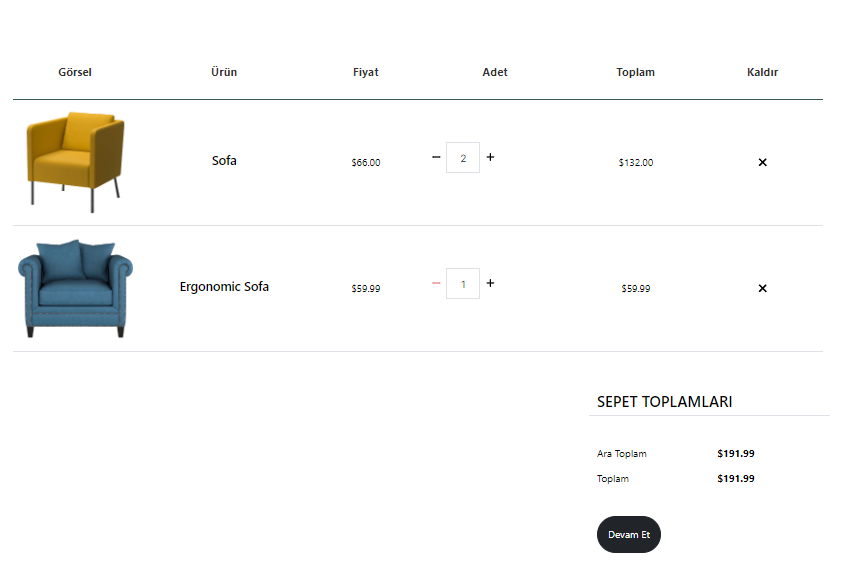 Görsel Ürün Fiyat Adet Toplam Kaldır
Sofa $66.00 − 2 + $132.00 ×
Ergonomic Sofa $59.99 − 1 + $59.99 ×
SEPET TOPLAMLARI
Ara Toplam $191.99
Toplam $191.99
Devam Et